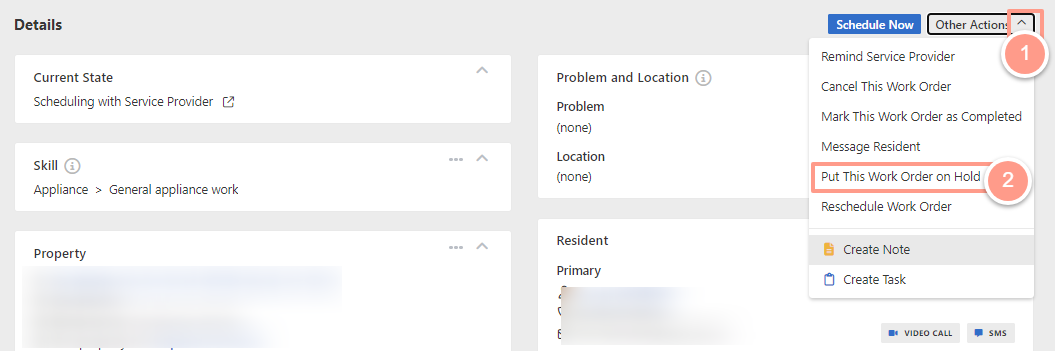 Details
Schedule Now
Other Actions
1
Current State
Scheduling with Service Provider
Skill
Appliance > General appliance work
Property
Problem and Location
Problem
(none)
Location
(none)
Resident
Primary
VIDEO CALL
SMS
Remind Service Provider
Cancel This Work Order
Mark This Work Order as Completed
Message Resident
Put This Work Order on Hold
2
Reschedule Work Order
Create Note
Create Task